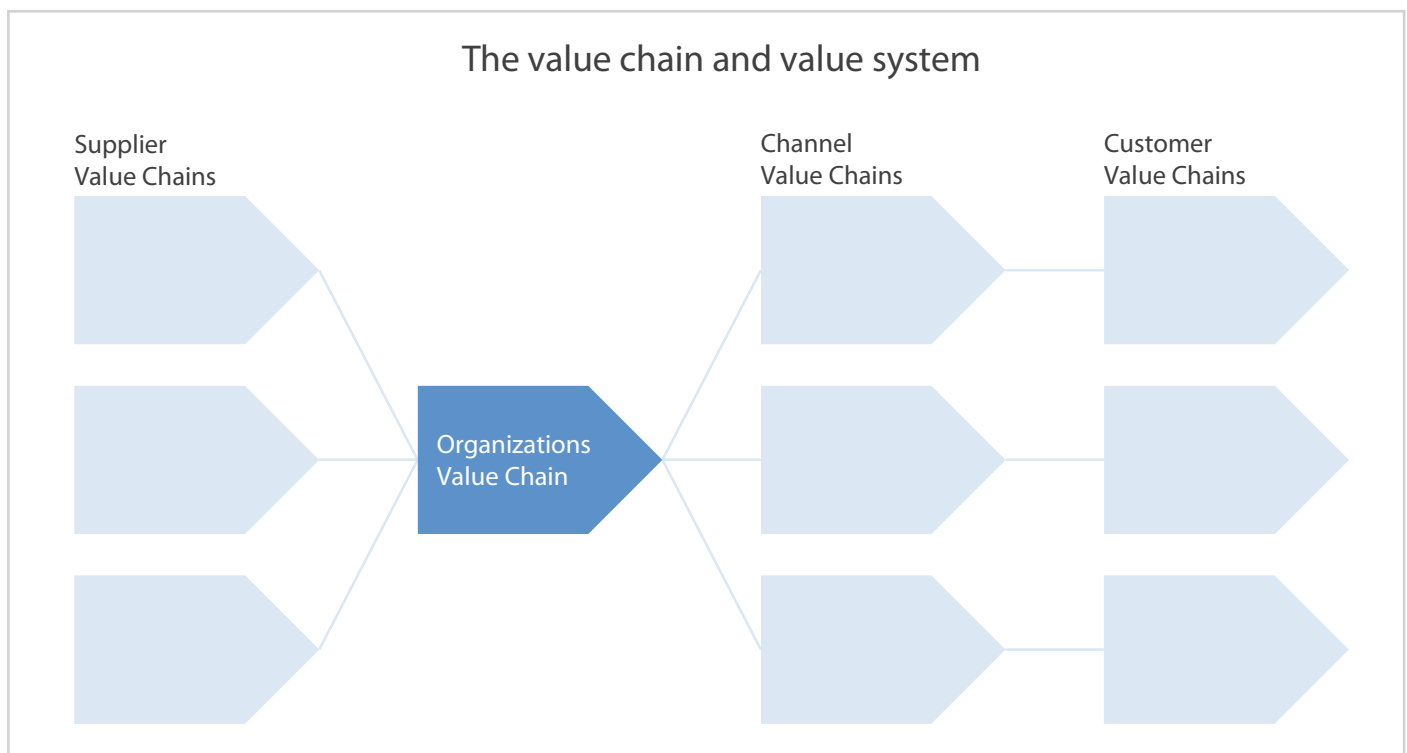 The value chain and value system
Supplier
Value Chains
Channel
Value Chains
Customer
Value Chains
Organizations
Value Chain